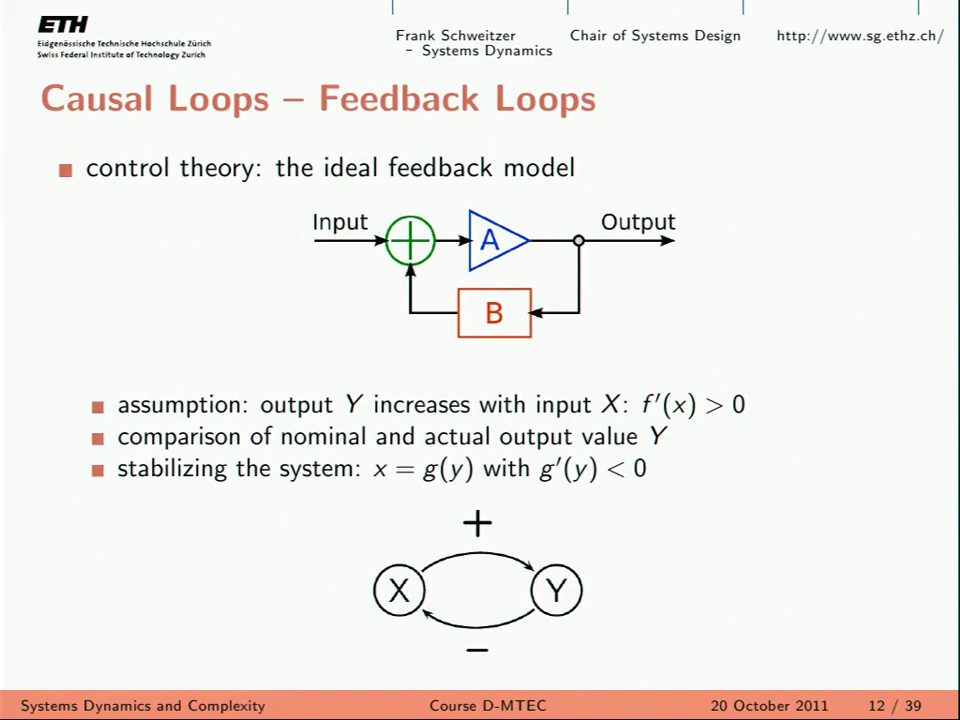 ETH
Eidgenössische Technische Hochschule Zürich
Swiss Federal Institute of Technology Zurich
Frank Schweitzer
– Systems Dynamics
Chair of Systems Design
http://www.sg.ethz.ch/
Causal Loops – Feedback Loops
control theory: the ideal feedback model
Input
A
Output
B
assumption: output Y increases with input X: f′(x) > 0
comparison of nominal and actual output value Y
stabilizing the system: x = g(y) with g′(y) < 0
+
X
Y
–
Systems Dynamics and Complexity
Course D-MTEC
20 October 2011
12 / 39